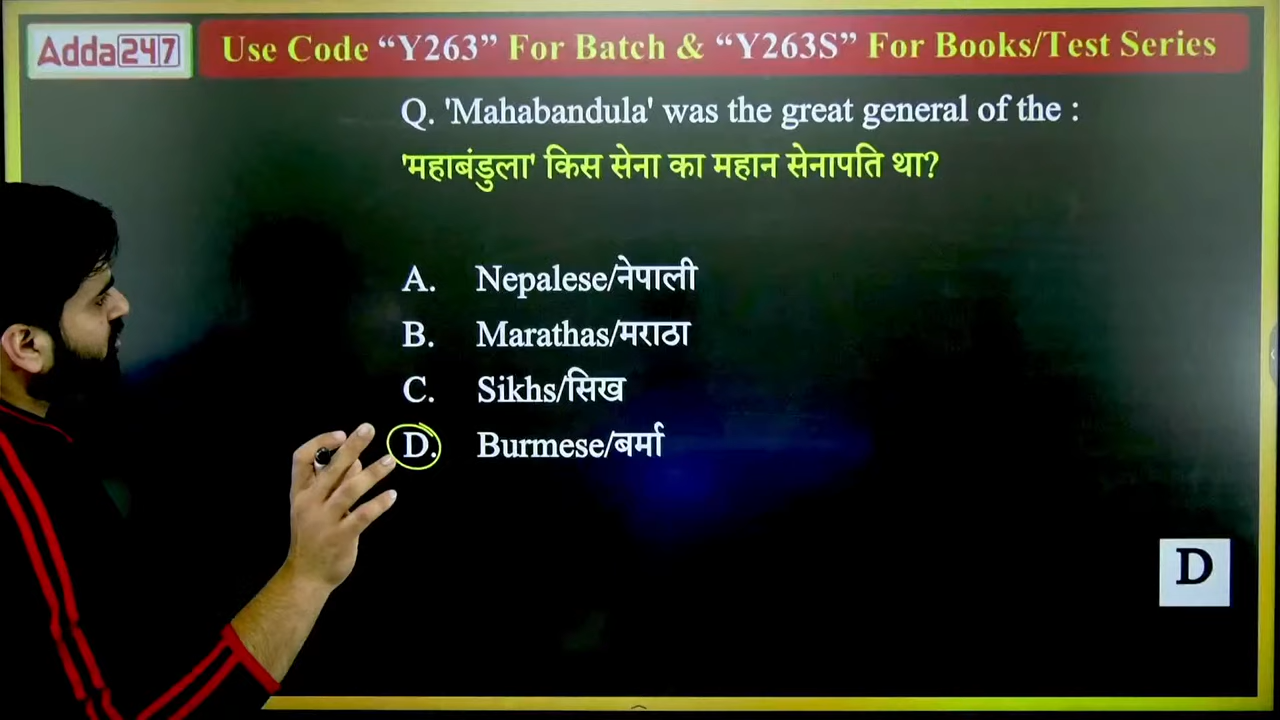 Adda247
Use Code “Y263” For Batch & “Y263S” For Books/Test Series
Q. 'Mahabandula' was the great general of the :
'महाबंडुला' किस सेना का महान सेनापति था?
A. Nepalese/नेपाली
B. Marathas/मराठा
C. Sikhs/सिख
D. Burmese/बर्मा
D